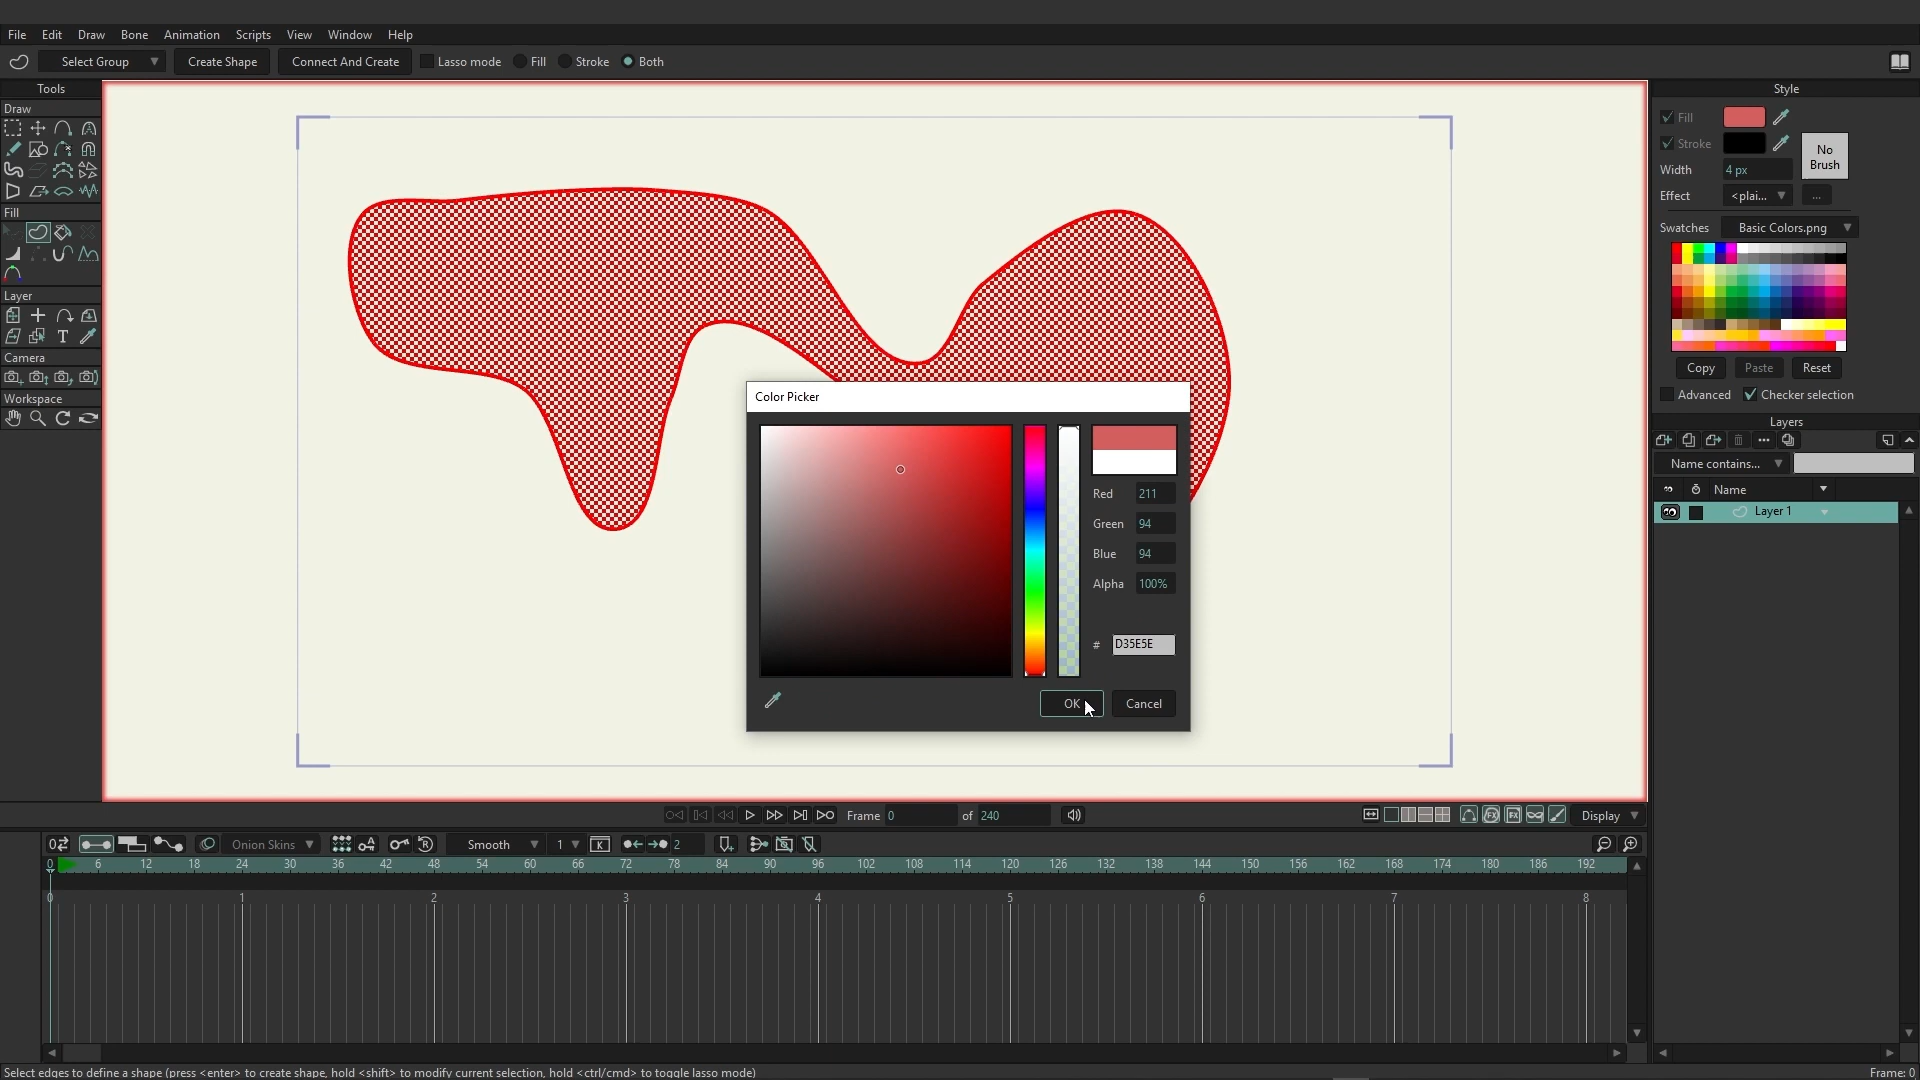 File Edit Draw Bone Animation Scripts View Window Help
Select Group Create Shape Connect And Create Lasso mode Fill Stroke Both
Tools
Draw
Fill
Layer
T
Camera
Workspace
Style
Fill
Stroke
No Brush
Width 4 px
Effect <plai... ...
Swatches Basic Colors.png
Copy Paste Reset
Advanced Checker selection
Layers
Name contains...
Name
Layer 1
Color Picker
Red 211
Green 94
Blue 94
Alpha 100%
# D35E5E
OK Cancel
Frame 0 of 240 Display
Onion Skins Smooth 1 K 2
0 6 12 18 24 30 36 42 48 54 60 66 72 78 84 90 96 102 108 114 120 126 132 138 144 150 156 162 168 174 180 186 192
0 1 2 3 4 5 6 7 8
Select edges to define a shape (press <enter> to create shape, hold <shift> to modify current selection, hold <ctrl/cmd> to toggle lasso mode) Frame: 0